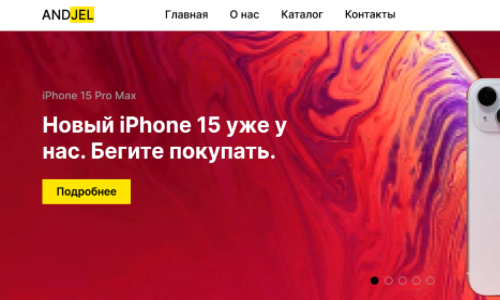 ANDJEL
Главная О нас Каталог Контакты
iPhone 15 Pro Max
Новый iPhone 15 уже у
нас. Бегите покупать.
Подробнее